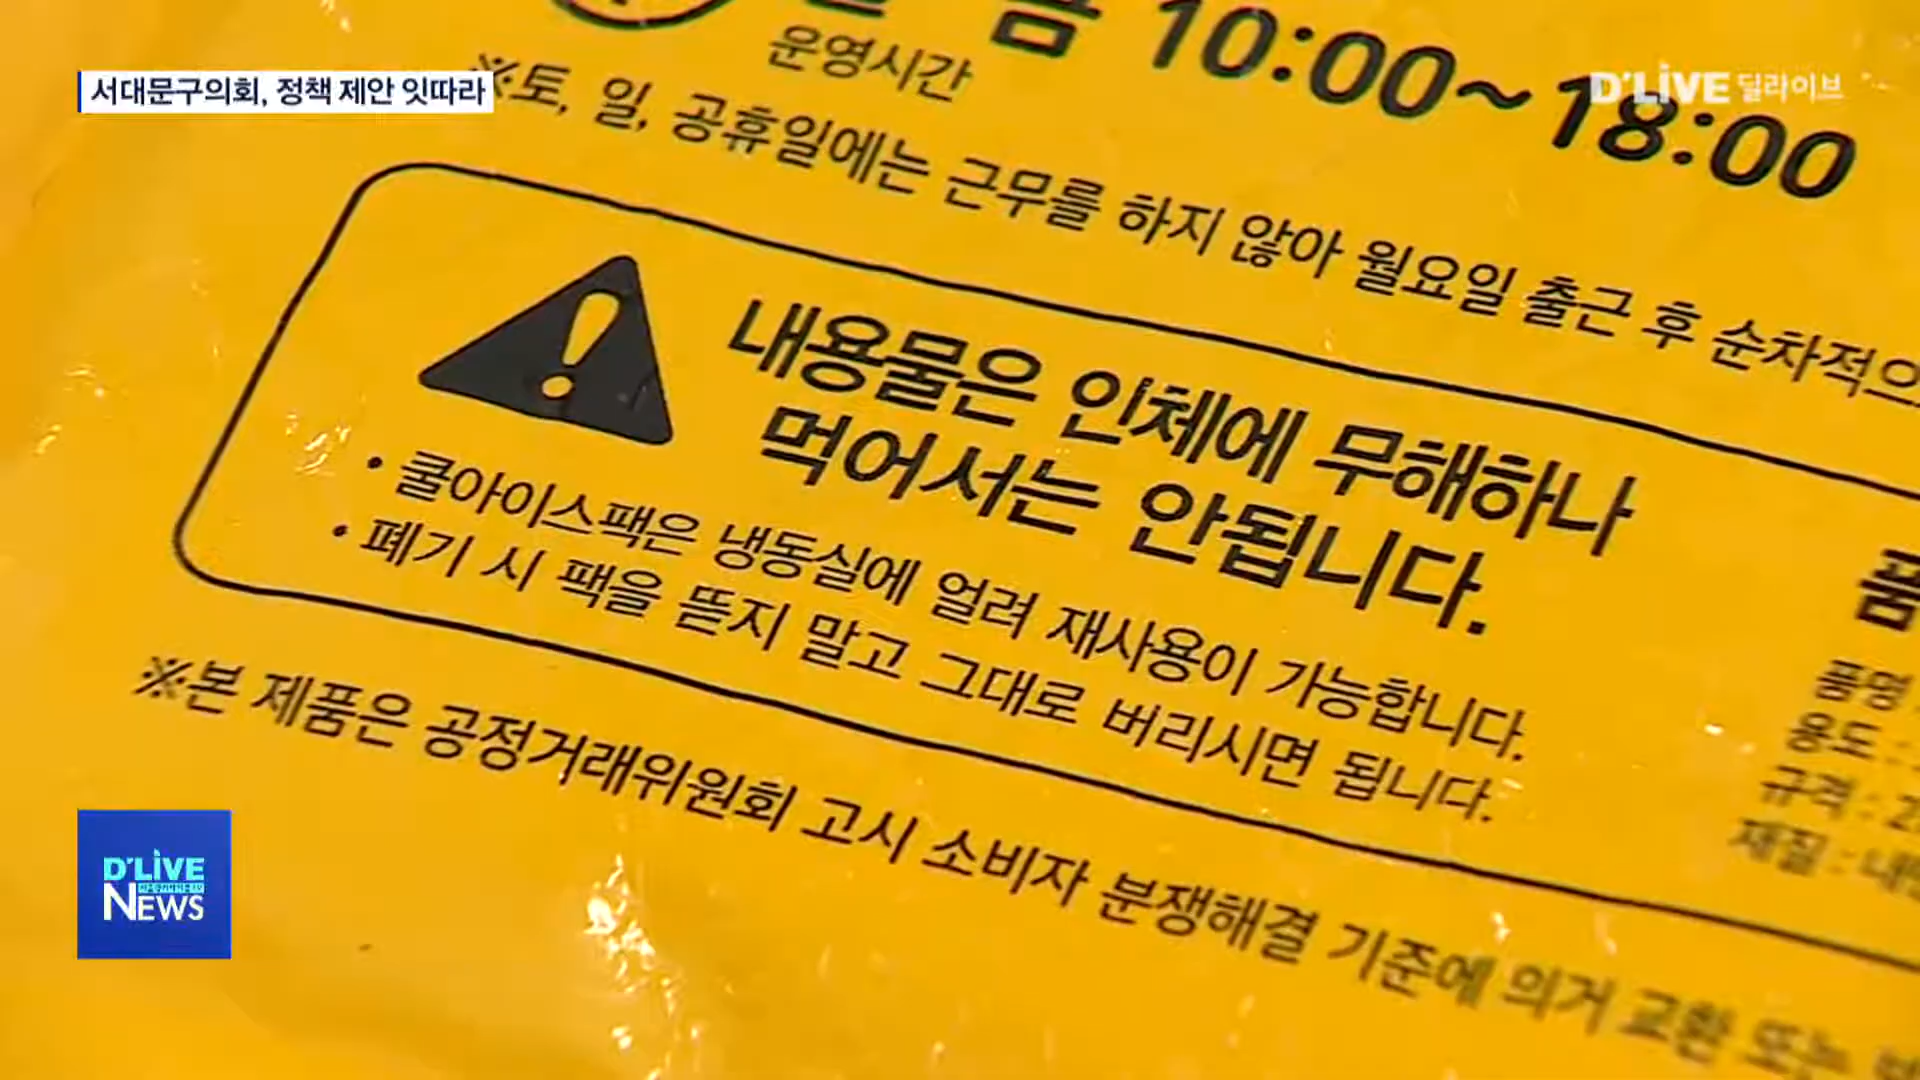 서대문구의회, 정책 제안 잇따라
D'LIVE 딜라이브
금 10:00~18:00
운영시간
※토, 일, 공휴일에는 근무를 하지 않아 월요일 출근 후 순차적으
내용물은 인체에 무해하나
먹어서는 안됩니다.
• 쿨아이스팩은 냉동실에 얼려 재사용이 가능합니다.
• 폐기 시 팩을 뜯지 말고 그대로 버리시면 됩니다.
※본 제품은 공정거래위원회 고시 소비자 분쟁해결 기준에 의거 교환 또는
품
품명
용도 :
규격 :
재질 :
D'LIVE
NEWS